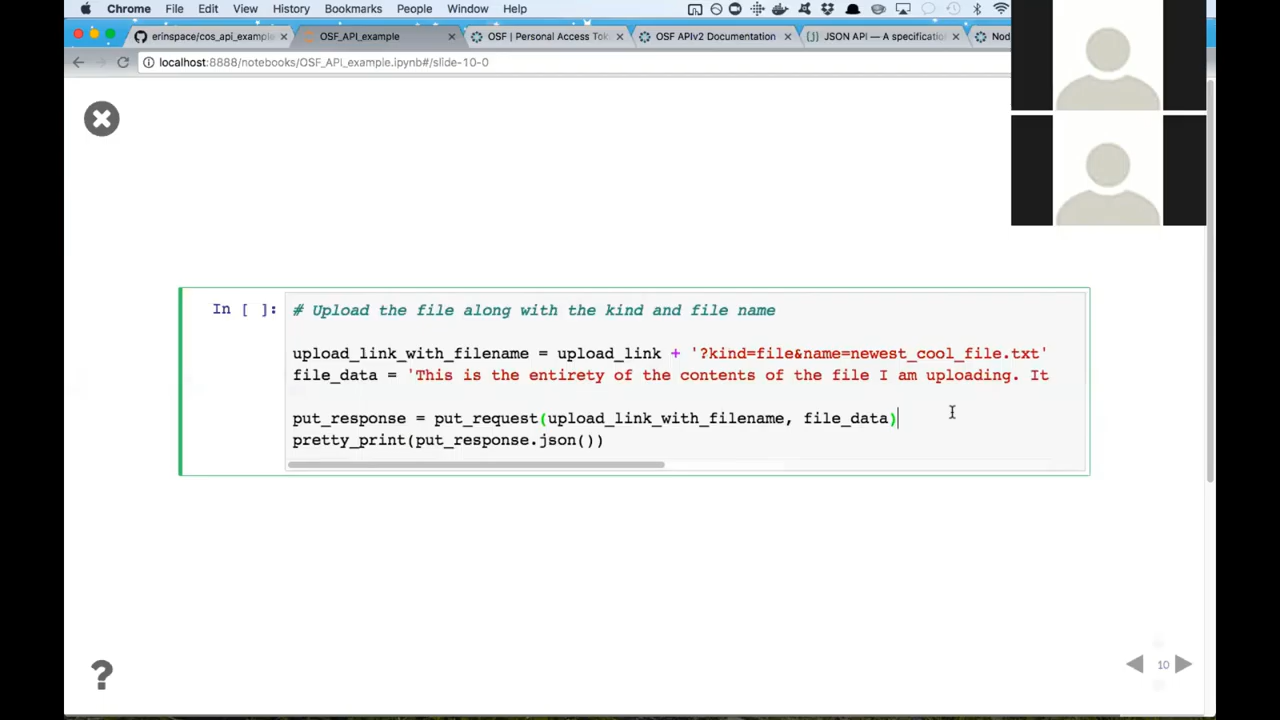 Chrome File Edit View History Bookmarks People Window Help
erinspace/cos_api_example OSF_API_example OSF | Personal Access Tok OSF APIv2 Documentation {} JSON API — A specificatio Nod
localhost:8888/notebooks/OSF_API_example.ipynb#/slide-10-0
In [ ]: # Upload the file along with the kind and file name
upload_link_with_filename = upload_link + '?kind=file&name=newest_cool_file.txt'
file_data = 'This is the entirety of the contents of the file I am uploading. It
put_response = put_request(upload_link_with_filename, file_data)
pretty_print(put_response.json())
?
10